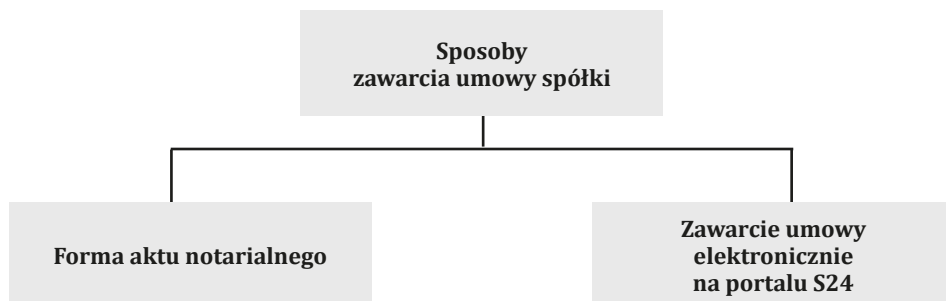 Sposoby
zawarcia umowy spółki
Forma aktu notarialnego
Zawarcie umowy
elektronicznie
na portalu S24